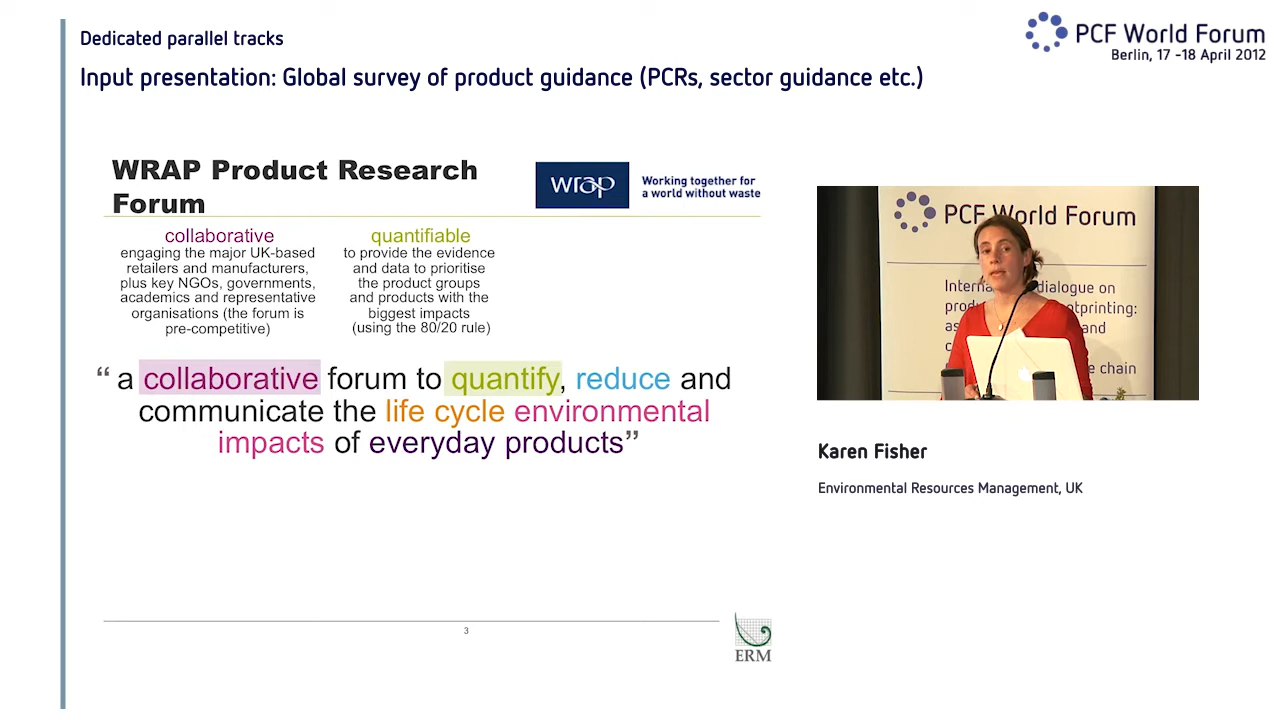 Dedicated parallel tracks
Input presentation: Global survey of product guidance (PCRs, sector guidance etc.)
PCF World Forum
Berlin, 17 -18 April 2012
WRAP Product Research
Forum
wrap
Working together for
a world without waste
collaborative
engaging the major UK-based
retailers and manufacturers,
plus key NGOs, governments,
academics and representative
organisations (the forum is
pre-competitive)
quantifiable
to provide the evidence
and data to prioritise
the product groups
and products with the
biggest impacts
(using the 80/20 rule)
“ a collaborative forum to quantify, reduce and
communicate the life cycle environmental
impacts of everyday products”
3
ERM
PCF World Forum
dialogue on
and
chain
Karen Fisher
Environmental Resources Management, UK